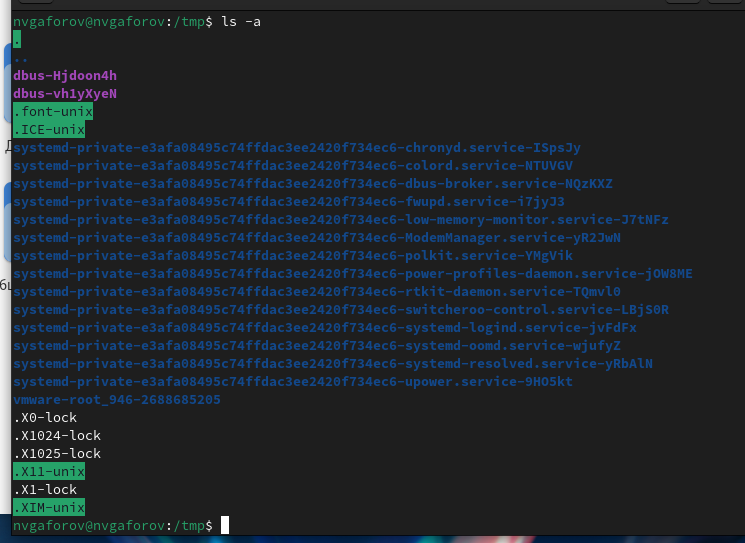 nvgaforov@nvgaforov:/tmp$ ls -a
.
..
dbus-Hjdoon4h
dbus-vh1yXyeN
.font-unix
.ICE-unix
systemd-private-e3afa08495c74ffdac3ee2420f734ec6-chronyd.service-ISpsJy
systemd-private-e3afa08495c74ffdac3ee2420f734ec6-colord.service-NTUVGV
systemd-private-e3afa08495c74ffdac3ee2420f734ec6-dbus-broker.service-NQzKXZ
systemd-private-e3afa08495c74ffdac3ee2420f734ec6-fwupd.service-i7jyJ3
systemd-private-e3afa08495c74ffdac3ee2420f734ec6-low-memory-monitor.service-J7tNFz
systemd-private-e3afa08495c74ffdac3ee2420f734ec6-ModemManager.service-yR2JwN
systemd-private-e3afa08495c74ffdac3ee2420f734ec6-polkit.service-YMgVik
systemd-private-e3afa08495c74ffdac3ee2420f734ec6-power-profiles-daemon.service-jOW8ME
systemd-private-e3afa08495c74ffdac3ee2420f734ec6-rtkit-daemon.service-TQmvl0
systemd-private-e3afa08495c74ffdac3ee2420f734ec6-switcheroo-control.service-LBjS0R
systemd-private-e3afa08495c74ffdac3ee2420f734ec6-systemd-logind.service-jvFdFx
systemd-private-e3afa08495c74ffdac3ee2420f734ec6-systemd-oomd.service-wjufyZ
systemd-private-e3afa08495c74ffdac3ee2420f734ec6-systemd-resolved.service-yRbAlN
systemd-private-e3afa08495c74ffdac3ee2420f734ec6-upower.service-9HO5kt
vmware-root_946-2688685205
.X0-lock
.X1024-lock
.X1025-lock
.X11-unix
.X1-lock
.XIM-unix
nvgaforov@nvgaforov:/tmp$